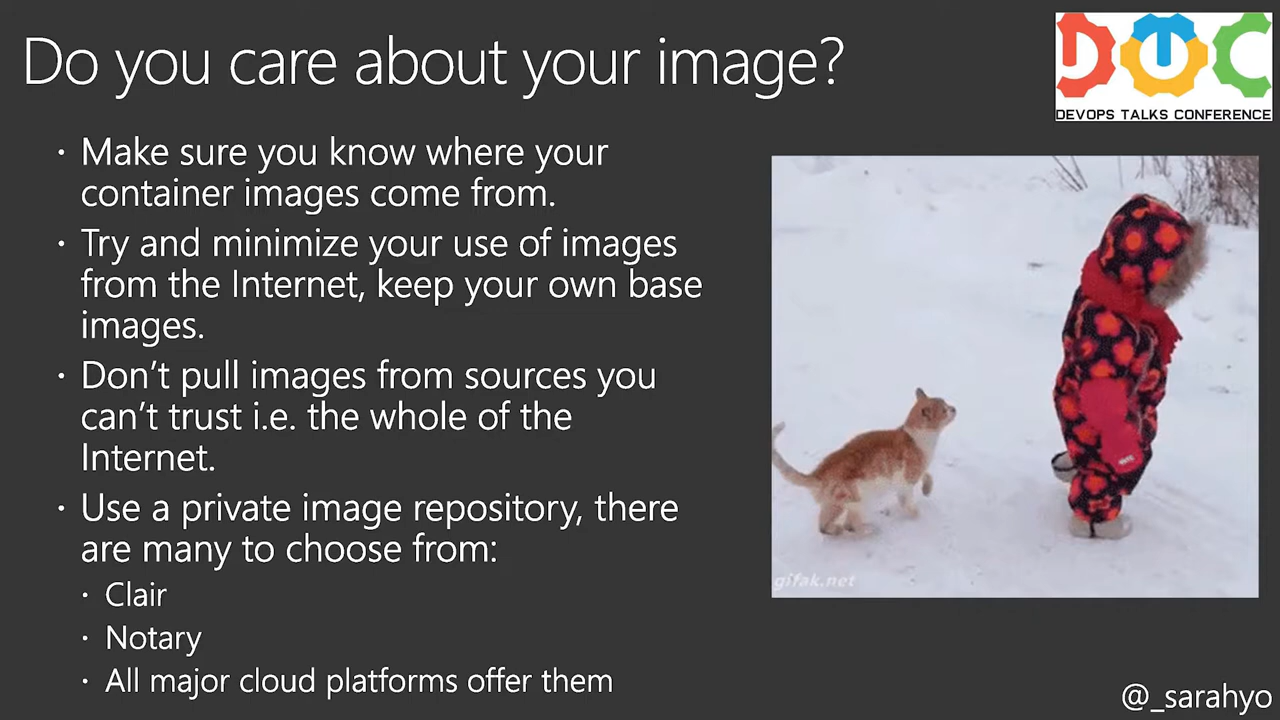 Do you care about your image?
DTC
DEVOPS TALKS CONFERENCE
· Make sure you know where your
container images come from.
· Try and minimize your use of images
from the Internet, keep your own base
images.
· Don’t pull images from sources you
can’t trust i.e. the whole of the
Internet.
· Use a private image repository, there
are many to choose from:
· Clair
· Notary
· All major cloud platforms offer them
gifak.net
@_sarahyo